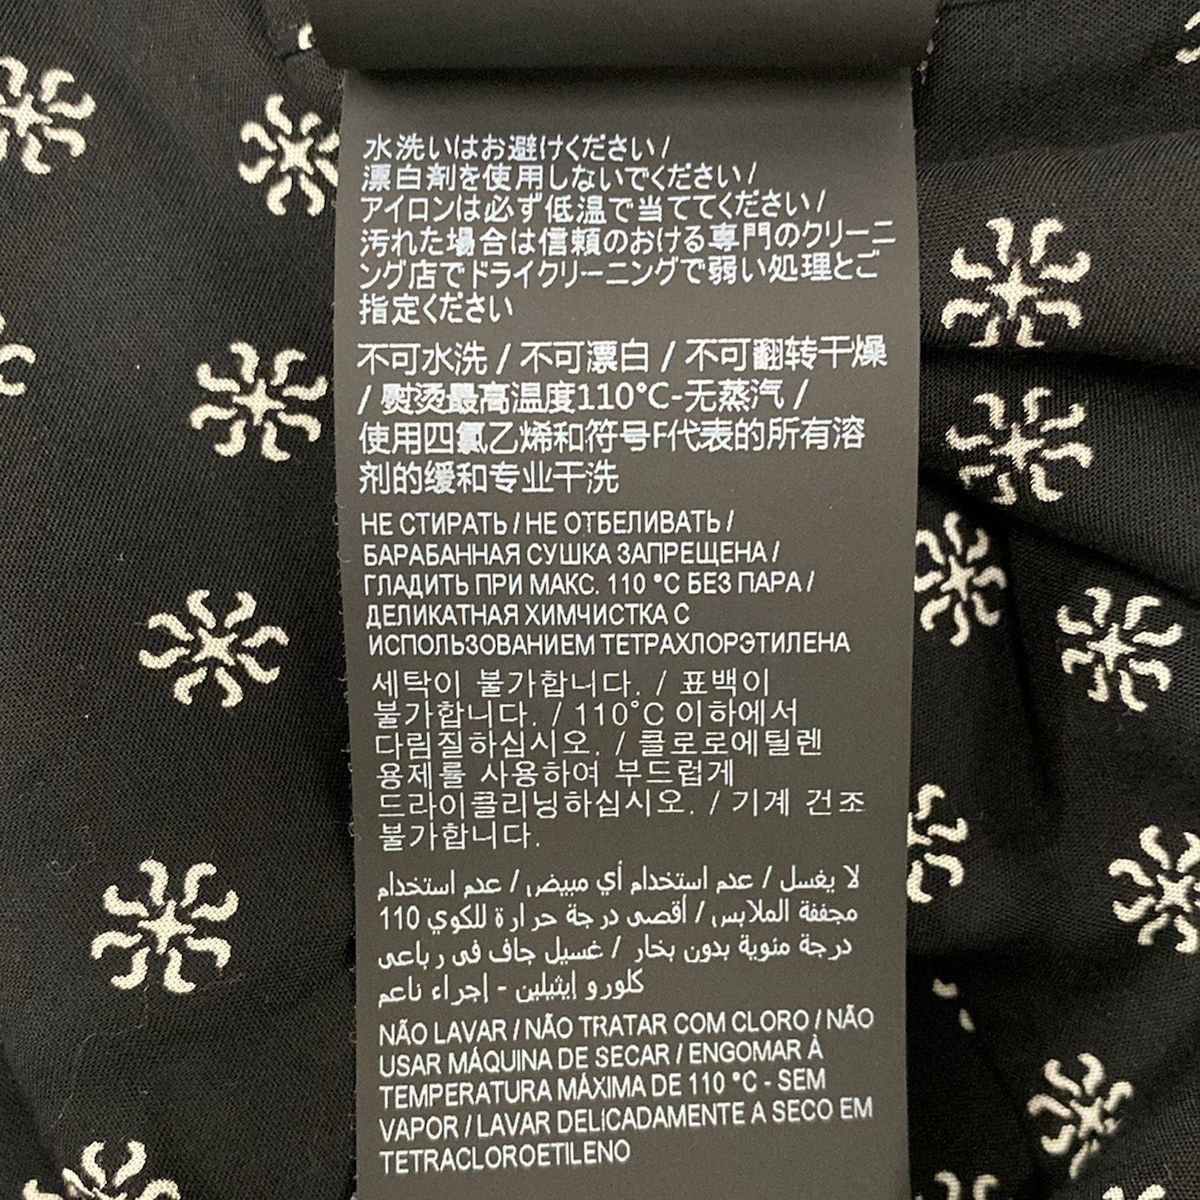 水洗いはお避けください /
漂白剤を使用しないでください /
アイロンは必ず低温で当ててください /
汚れた場合は信頼のおける専門のクリーニ
ング店でドライクリーニングで弱い処理とご
指定ください
不可水洗 / 不可漂白 / 不可翻转干燥
/ 熨烫最高温度110°C-无蒸汽 /
使用四氯乙烯和符号F代表的所有溶
剂的缓和专业干洗
НЕ СТИРАТЬ / НЕ ОТБЕЛИВАТЬ /
БАРАБАННАЯ СУШКА ЗАПРЕЩЕНА /
ГЛАДИТЬ ПРИ МАКС. 110 °C БЕЗ ПАРА /
ДЕЛИКАТНАЯ ХИМЧИСТКА С
ИСПОЛЬЗОВАНИЕМ ТЕТРАХЛОРЭТИЛЕНА
세탁이 불가합니다. / 표백이
불가합니다. / 110°C 이하에서
다림질하십시오. / 클로로에틸렌
용제를 사용하여 부드럽게
드라이클리닝하십시오. / 기계 건조
불가합니다.
لا يغسل / عدم استخدام أي مبيض / عدم استخدام
مجففة الملابس / أقصى درجة حرارة للكوي 110
درجة مئوية بدون بخار / غسيل جاف فى رباعى
كلورو إيثيلين - إجراء ناعم
NÃO LAVAR / NÃO TRATAR COM CLORO / NÃO
USAR MÁQUINA DE SECAR / ENGOMAR À
TEMPERATURA MÁXIMA DE 110 °C - SEM
VAPOR / LAVAR DELICADAMENTE A SECO EM
TETRACLOROETILENO